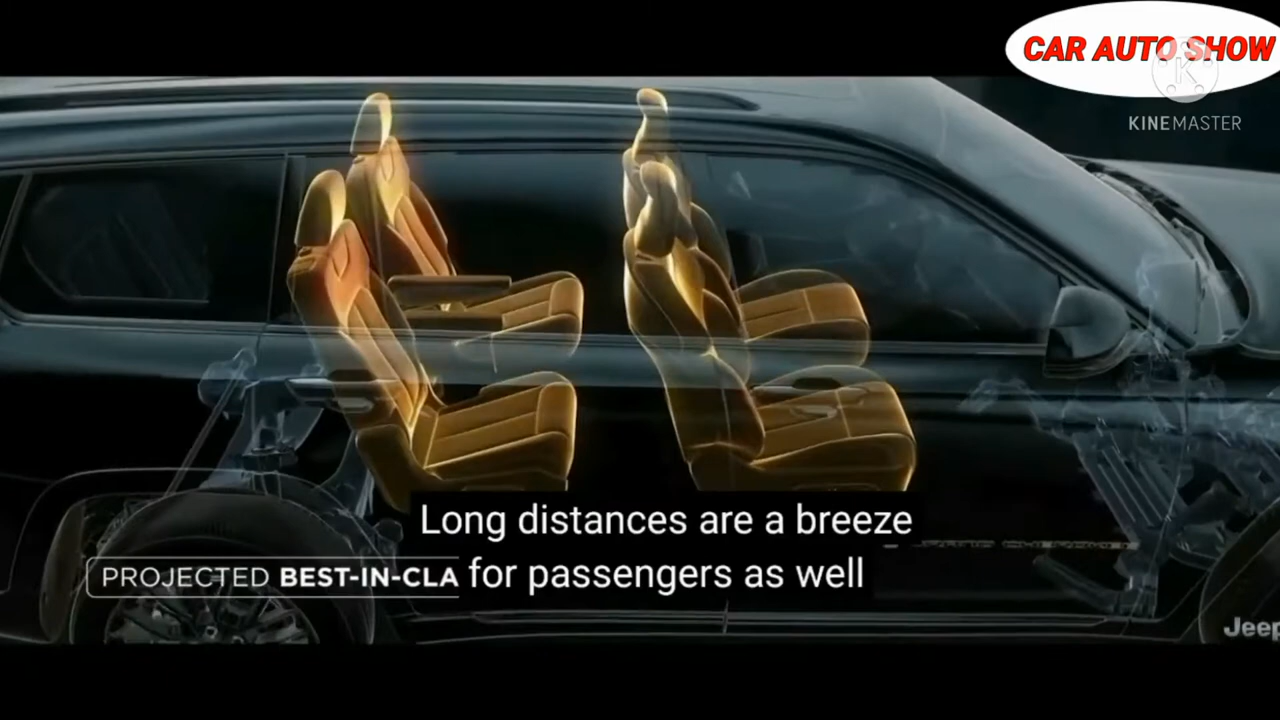 CAR AUTO SHOW
K
KINEMASTER
Long distances are a breeze
PROJECTED BEST-IN-CLA for passengers as well
Jeep